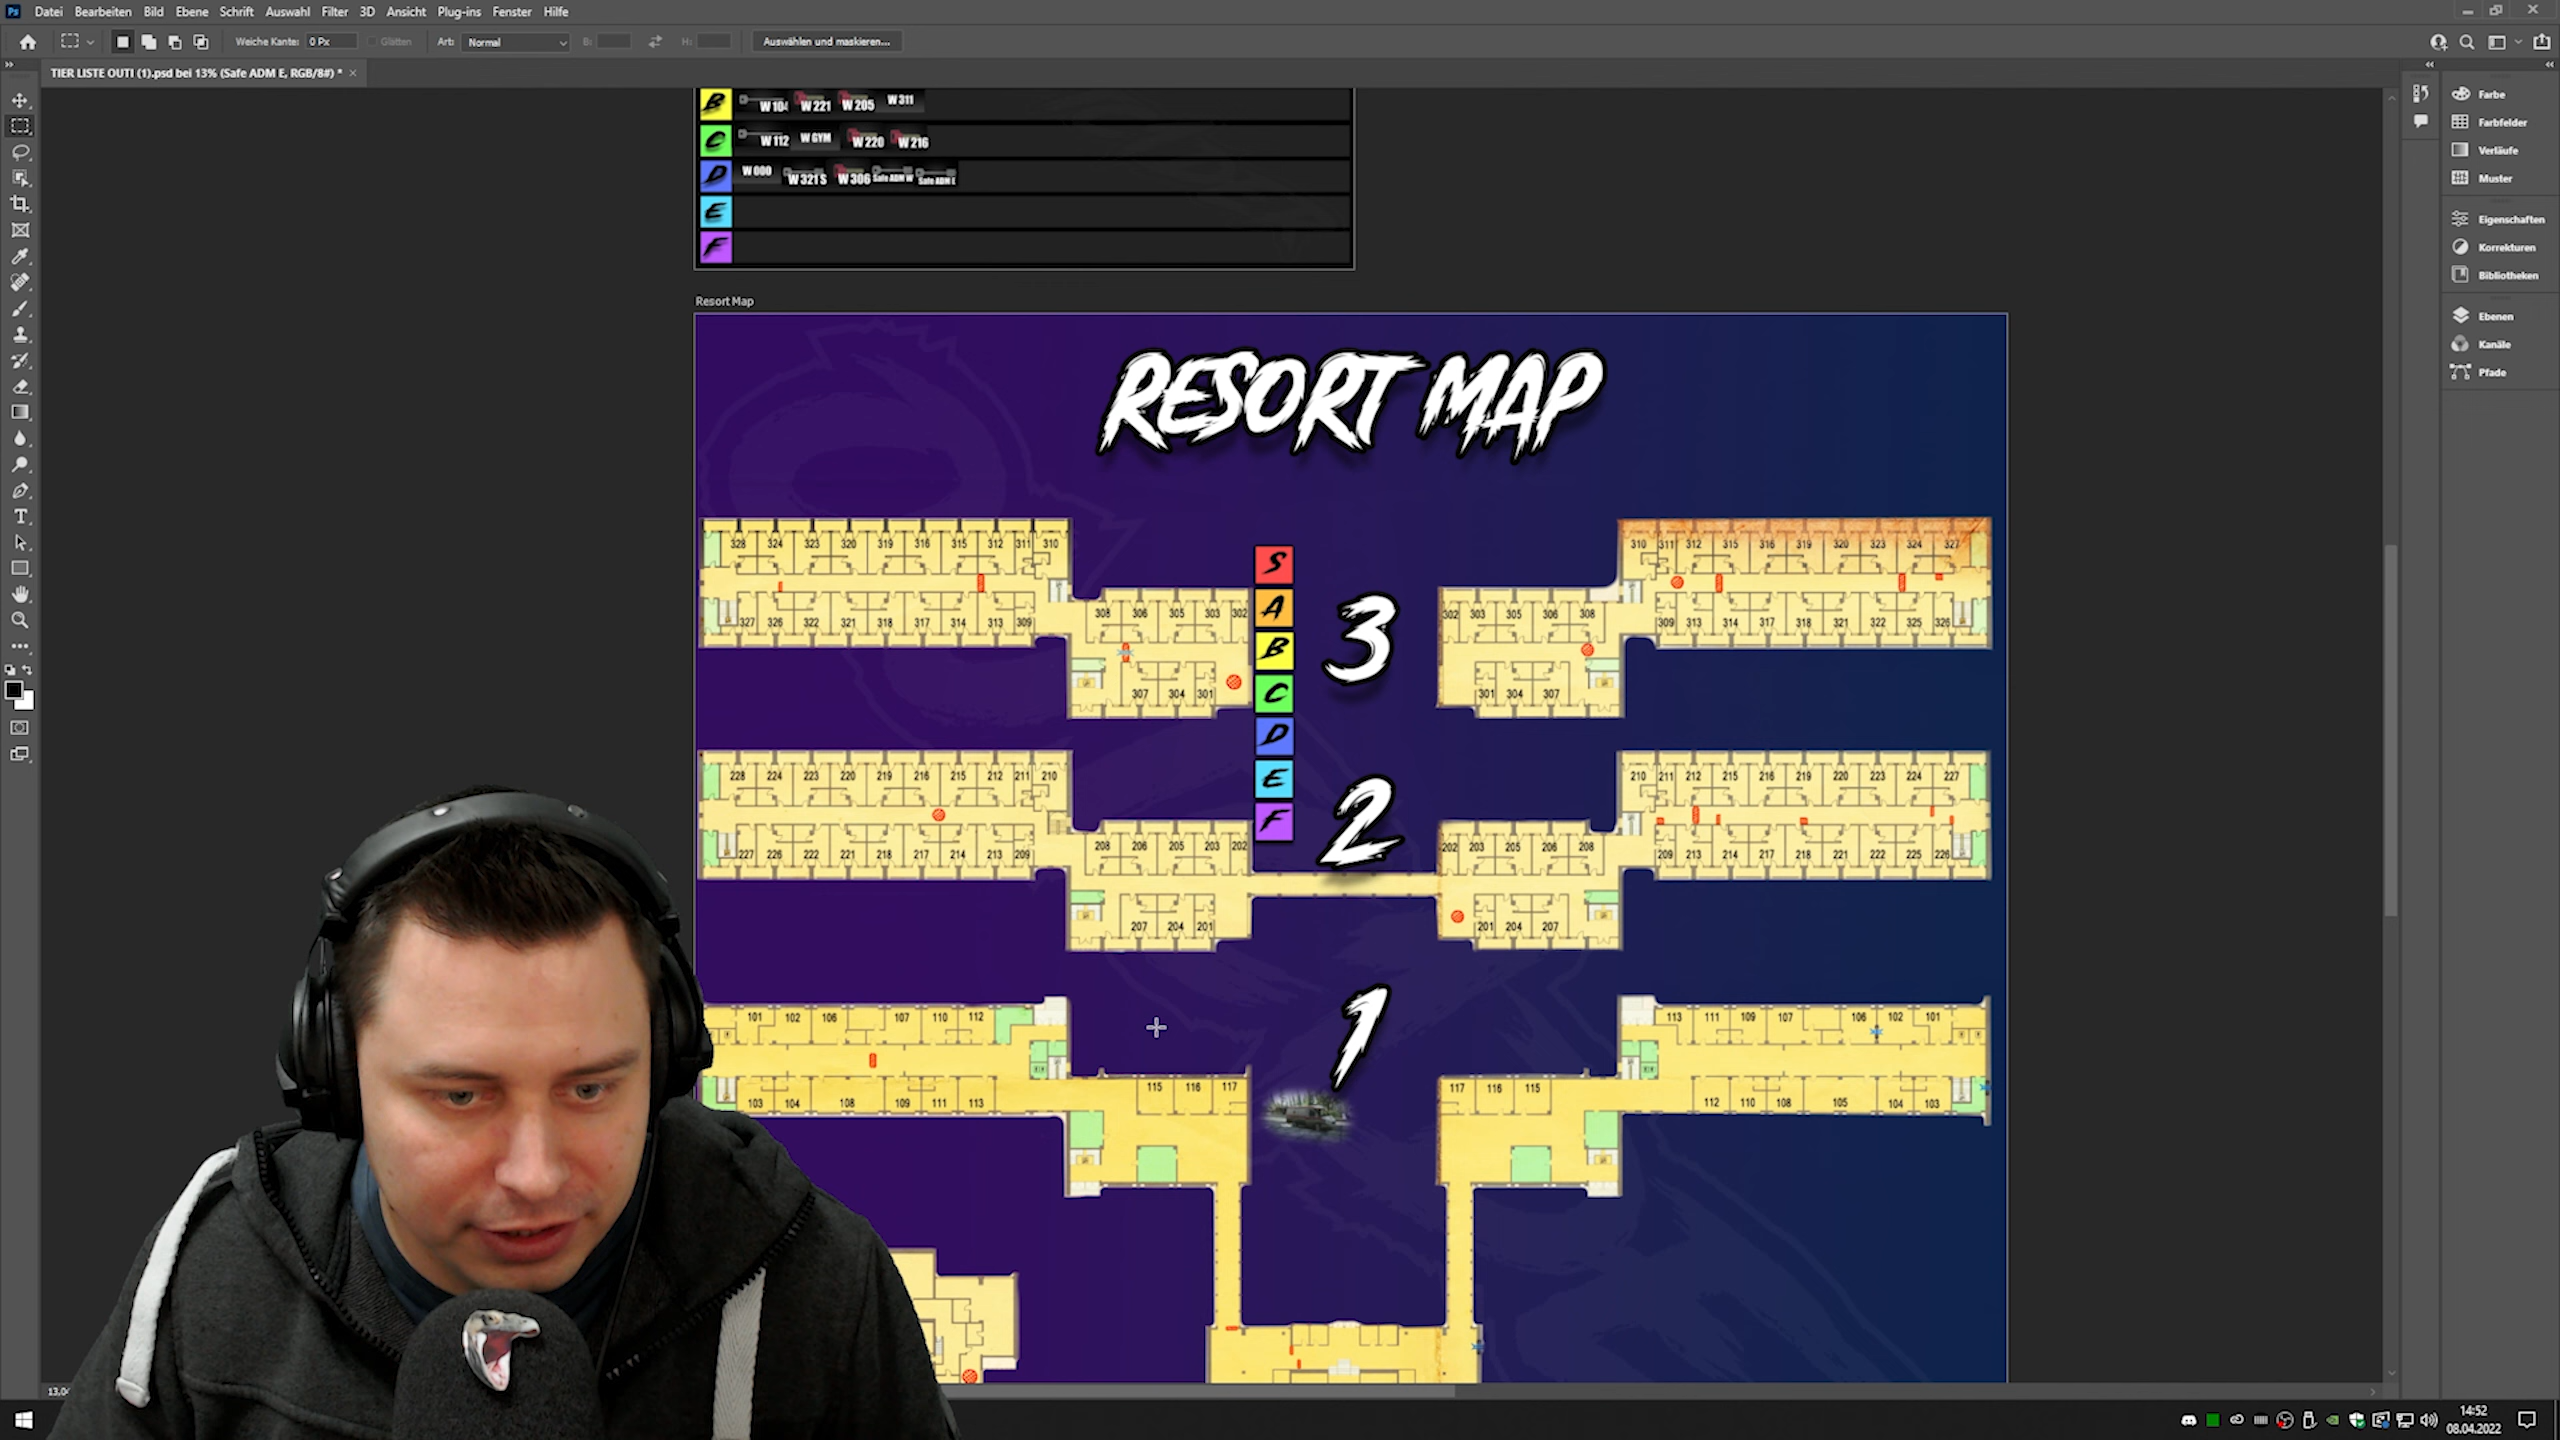 Ps Datei Bearbeiten Bild Ebene Schrift Auswahl Filter 3D Ansicht Plug-ins Fenster Hilfe
Weiche Kante: 0 Px Glätten Art: Normal B: H: Auswählen und maskieren...
TIER LISTE OUTI (1).psd bei 13% (Safe ADM E, RGB/8#) * ×
Farbe
Farbfelder
Verläufe
Muster
Eigenschaften
Korrekturen
Bibliotheken
Ebenen
Kanäle
Pfade
B W 104 W 221 W 205 W 311
C W 112 W GYM W 220 W 216
D W 000 W 321 S W 306 Safe ADM W Safe ADM E
E
F
Resort Map
RESORT MAP
S
A
B
C
D
E
F
3
2
1
328 324 323 320 319 316 315 312 311 310
327 326 322 321 318 317 314 313 309
308 306 305 303 302
307 304 301
310 311 312 315 316 319 320 323 324 327
309 313 314 317 318 321 322 325 326
302 303 305 306 308
301 304 307
228 224 223 220 219 216 215 212 211 210
227 226 222 221 218 217 214 213 209
208 206 205 203 202
207 204 201
210 211 212 215 216 219 220 223 224 227
209 213 214 217 218 221 222 225 226
202 203 205 206 208
201 204 207
101 102 106 107 110 112
103 104 108 109 111 113
115 116 117
113 111 109 107 106 102 101
112 110 108 105 104 103
117 116 115
14:52
08.04.2022